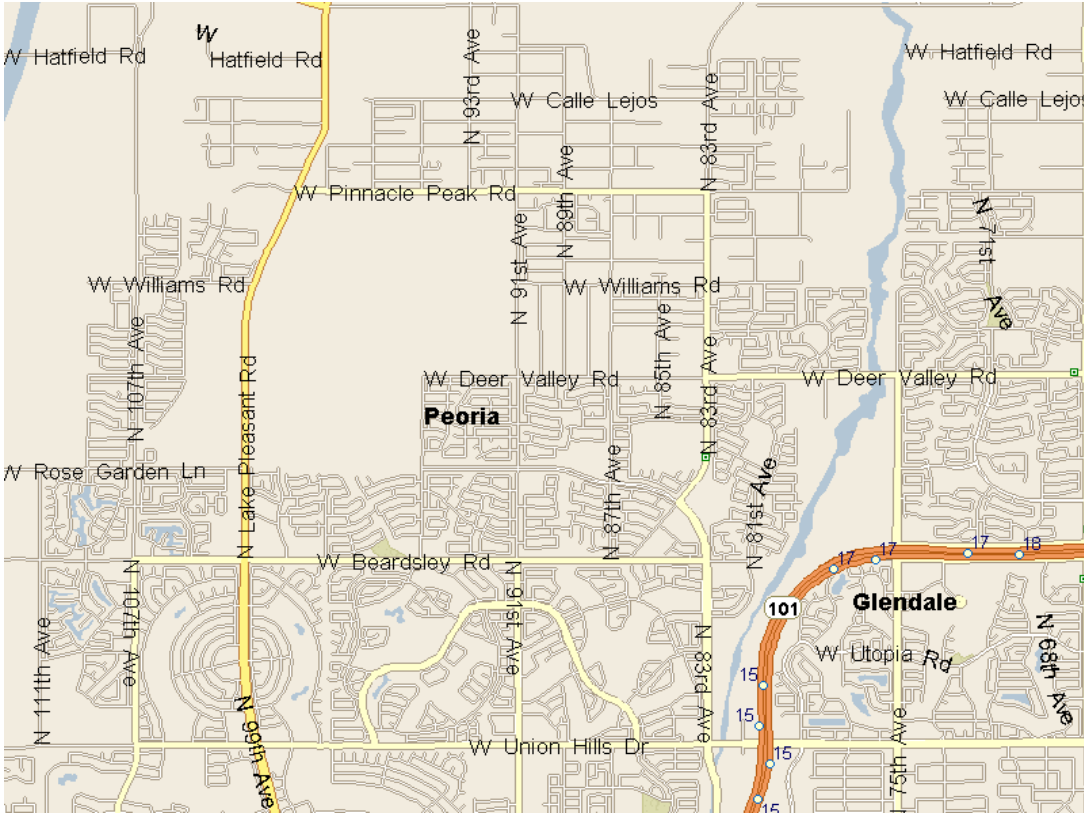 W Hatfield Rd
W
Hatfield Rd
N 93rd Ave
W Hatfield Rd
W Calle Lejos
N 83rd Ave
W Calle Lejos
N 89th Ave
W Pinnacle Peak Rd
N 71st
Ave
N 91st Ave
W Williams Rd
W Williams Rd
N 107th Ave
N 85th Ave
N 83rd Ave
N Lake Pleasant Rd
W Deer Valley Rd
W Deer Valley Rd
Peoria
W Rose Garden Ln
N 87th Ave
N 81st Ave
W Beardsley Rd
17
17
17
18
101
Glendale
N 107th Ave
N 91st Ave
N 111th Ave
N 83rd Ave
W Utopia Rd
N 68th Ave
15
15
N 99th Ave
W Union Hills Dr
N 75th Ave
15
15